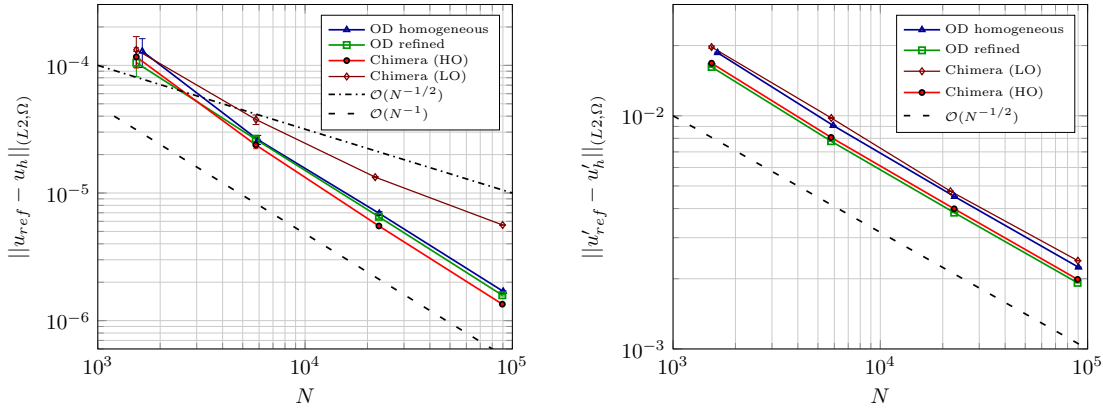 10^{-4}
10^{-5}
10^{-6}
||u_{ref} − u_h||_{(L2,Ω)}
10^3
10^4
10^5
N
OD homogeneous
OD refined
Chimera (HO)
Chimera (LO)
𝒪(N^{−1/2})
𝒪(N^{−1})
10^{-2}
10^{-3}
||u′_{ref} − u′_h||_{(L2,Ω)}
10^3
10^4
10^5
N
OD homogeneous
OD refined
Chimera (LO)
Chimera (HO)
𝒪(N^{−1/2})